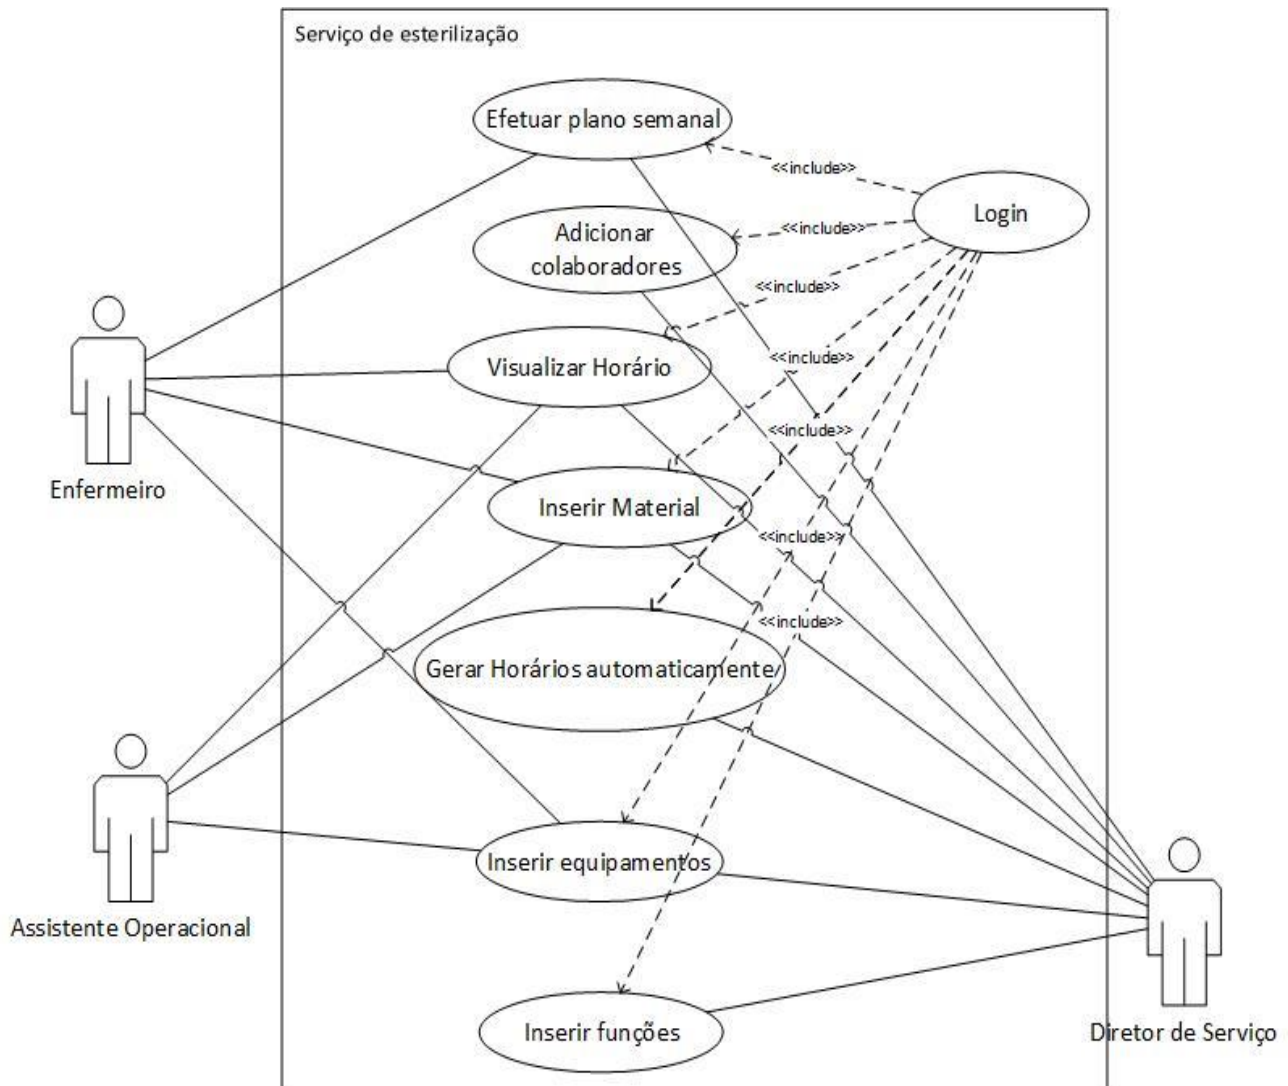 Serviço de esterilização
Efetuar plano semanal
<<include>>
Login
Adicionar
colaboradores
<<include>>
<<include>>
Visualizar Horário
<<include>>
<<include>>
Enfermeiro
Inserir Material
<<include>>
<<include>>
Gerar Horários automaticamente
Inserir equipamentos
Assistente Operacional
Inserir funções
Diretor de Serviço